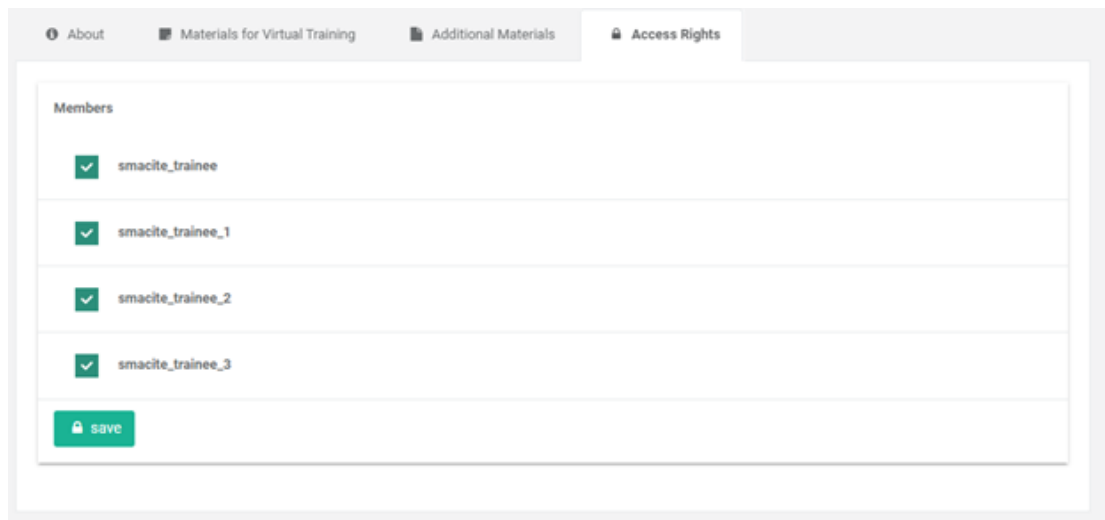 About Materials for Virtual Training Additional Materials Access Rights
Members
smacite_trainee
smacite_trainee_1
smacite_trainee_2
smacite_trainee_3
save